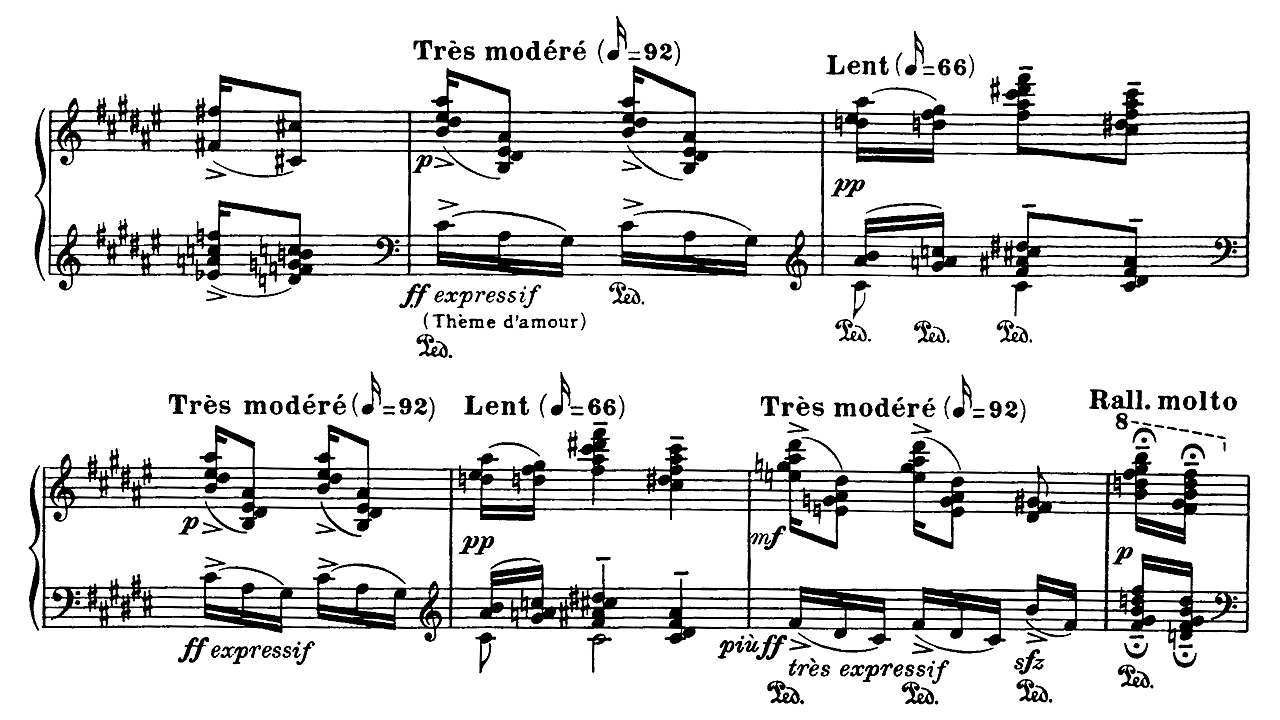 Très modéré (𝅘𝅥𝅯=92)
Lent (𝅘𝅥𝅯=66)
p
pp
ff expressif
Ped.
(Thème d'amour)
Ped.
Ped. Ped. Ped.
Très modéré (𝅘𝅥𝅯=92) Lent (𝅘𝅥𝅯=66) Très modéré (𝅘𝅥𝅯=92) Rall. molto
8
p pp mf p
ff expressif
più ff
très expressif
sfz
Ped. Ped. Ped. Ped.